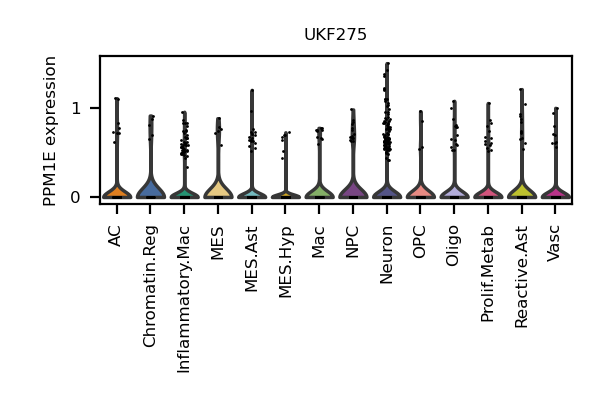 UKF275
PPM1E expression
1
0
AC
Chromatin.Reg
Inflammatory.Mac
MES
MES.Ast
MES.Hyp
Mac
NPC
Neuron
OPC
Oligo
Prolif.Metab
Reactive.Ast
Vasc